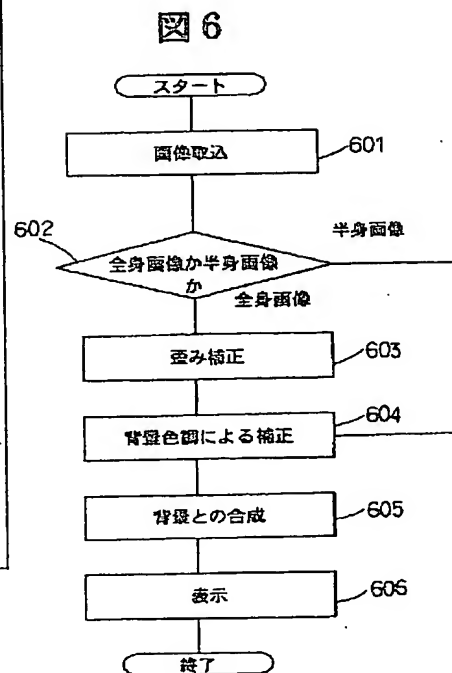 図6
スタート
画像取込
601
602
半身画像
全身画像か半身画像
か
全身画像
歪み補正
603
背景色調による補正
604
背景との合成
605
表示
606
終了